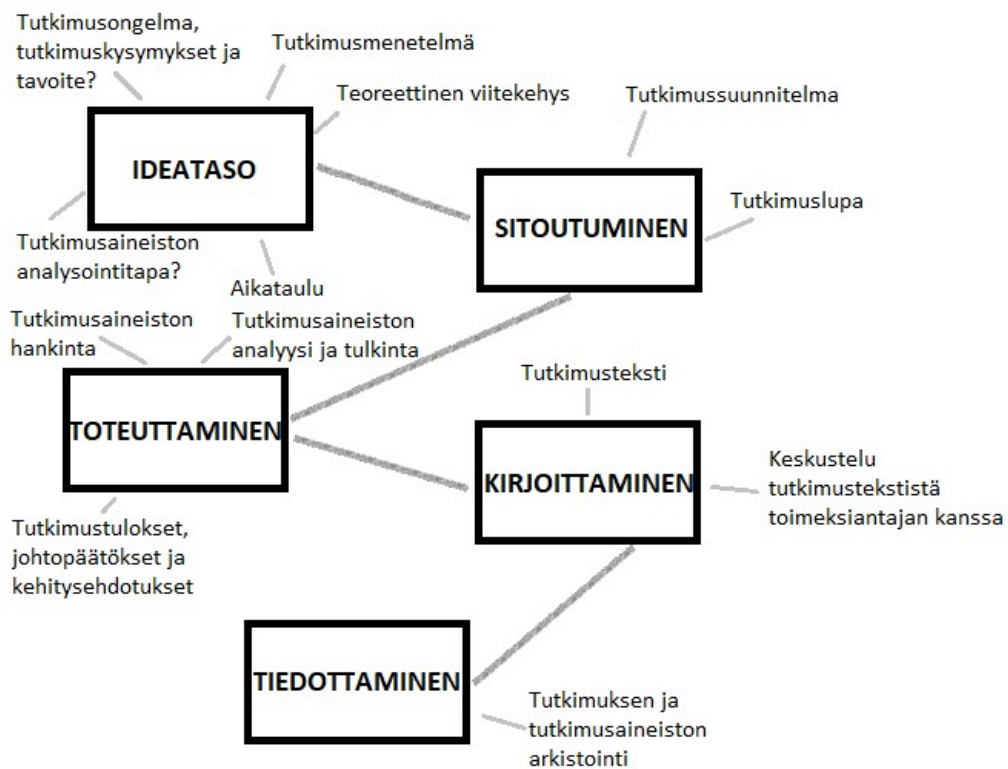 Tutkimusongelma,
tutkimuskysymykset ja
tavoite?
Tutkimusmenetelmä
Teoreettinen viitekehys
IDEATASO
Tutkimusaineiston
analysointitapa?
Aikataulu
Tutkimussuunnitelma
SITOUTUMINEN
Tutkimuslupa
Tutkimusaineiston
hankinta
Tutkimusaineiston
analyysi ja tulkinta
TOTEUTTAMINEN
Tutkimustulokset,
johtopäätökset ja
kehitysehdotukset
Tutkimusteksti
KIRJOITTAMINEN
Keskustelu
tutkimustekstistä
toimeksiantajan kanssa
TIEDOTTAMINEN
Tutkimuksen ja
tutkimusaineiston
arkistointi